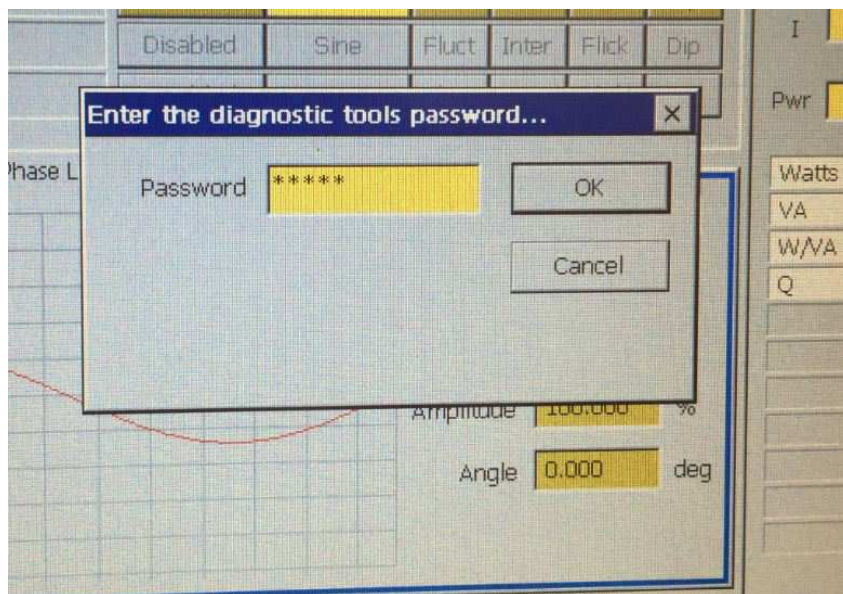 I
Disabled Sine Fluct Inter Flick Dip
Pwr
Enter the diagnostic tools password...
Phase L
Password ***** OK
Watts
VA
Cancel
W/VA
Q
Amplitude 100.000 %
Angle 0.000 deg